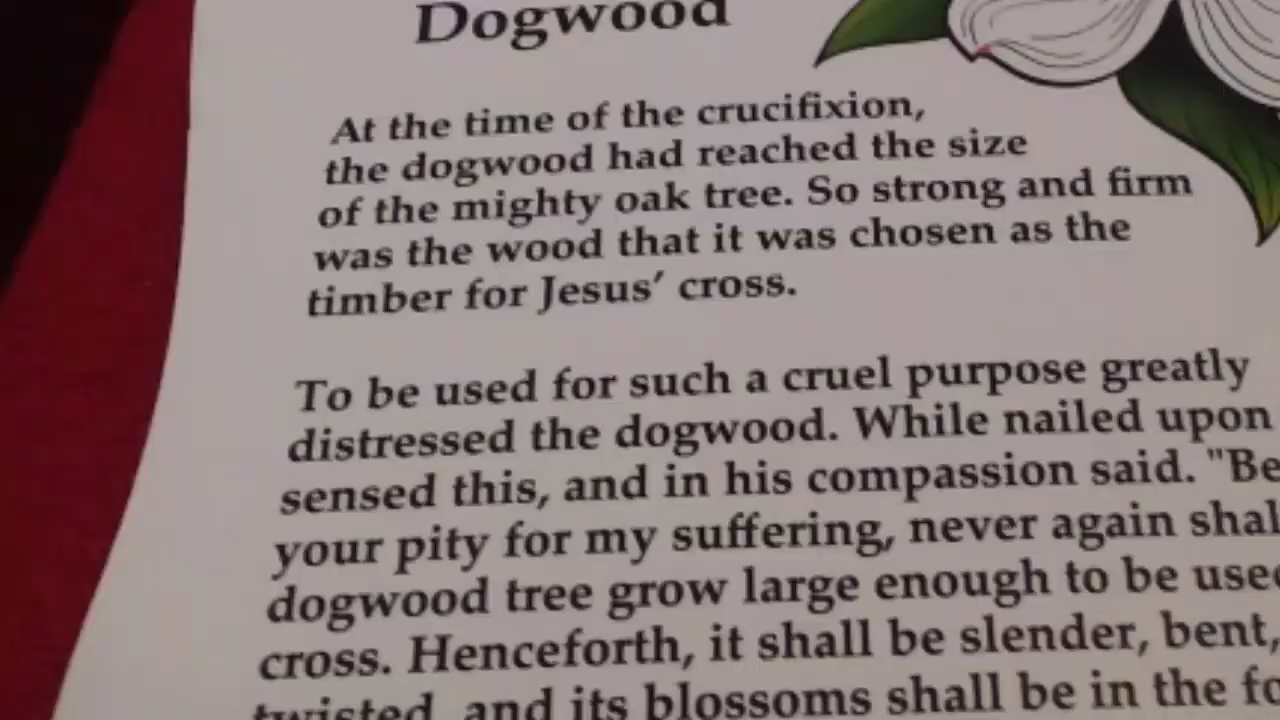 Dogwood
At the time of the crucifixion,
the dogwood had reached the size
of the mighty oak tree. So strong and firm
was the wood that it was chosen as the
timber for Jesus' cross.
To be used for such a cruel purpose greatly
distressed the dogwood. While nailed upon
sensed this, and in his compassion said. "Be
your pity for my suffering, never again shal
dogwood tree grow large enough to be used
cross. Henceforth, it shall be slender, bent,
twisted, and its blossoms shall be in the fo